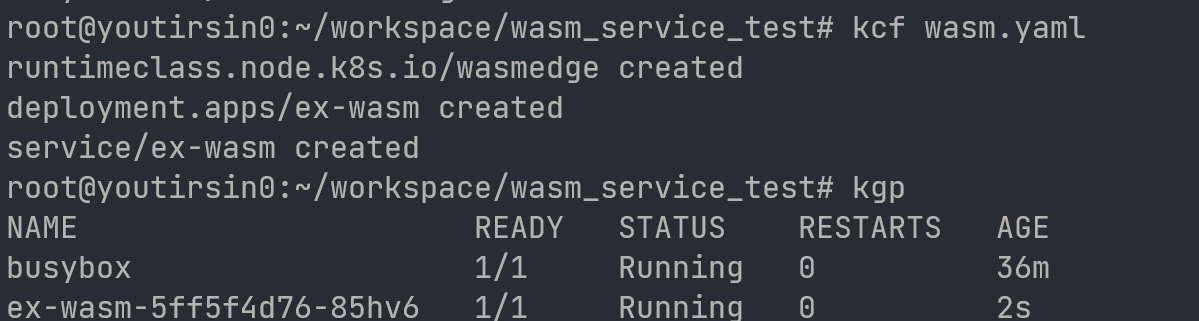 root@youtirsin0:~/workspace/wasm_service_test# kcf wasm.yaml
runtimeclass.node.k8s.io/wasmedge created
deployment.apps/ex-wasm created
service/ex-wasm created
root@youtirsin0:~/workspace/wasm_service_test# kgp
NAME                       READY   STATUS    RESTARTS   AGE
busybox                    1/1     Running   0          36m
ex-wasm-5ff5f4d76-85hv6    1/1     Running   0          2s